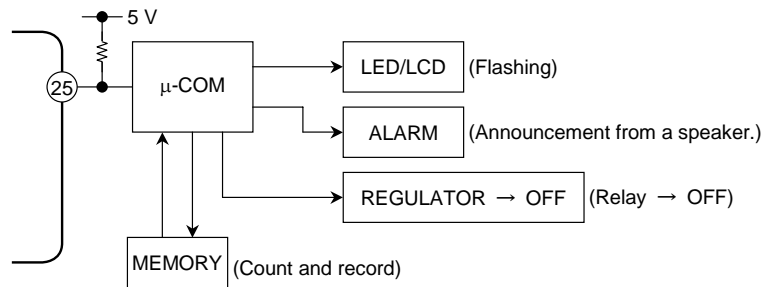 5 V
25
μ-COM
LED/LCD (Flashing)
ALARM (Announcement from a speaker.)
REGULATOR → OFF (Relay → OFF)
MEMORY (Count and record)